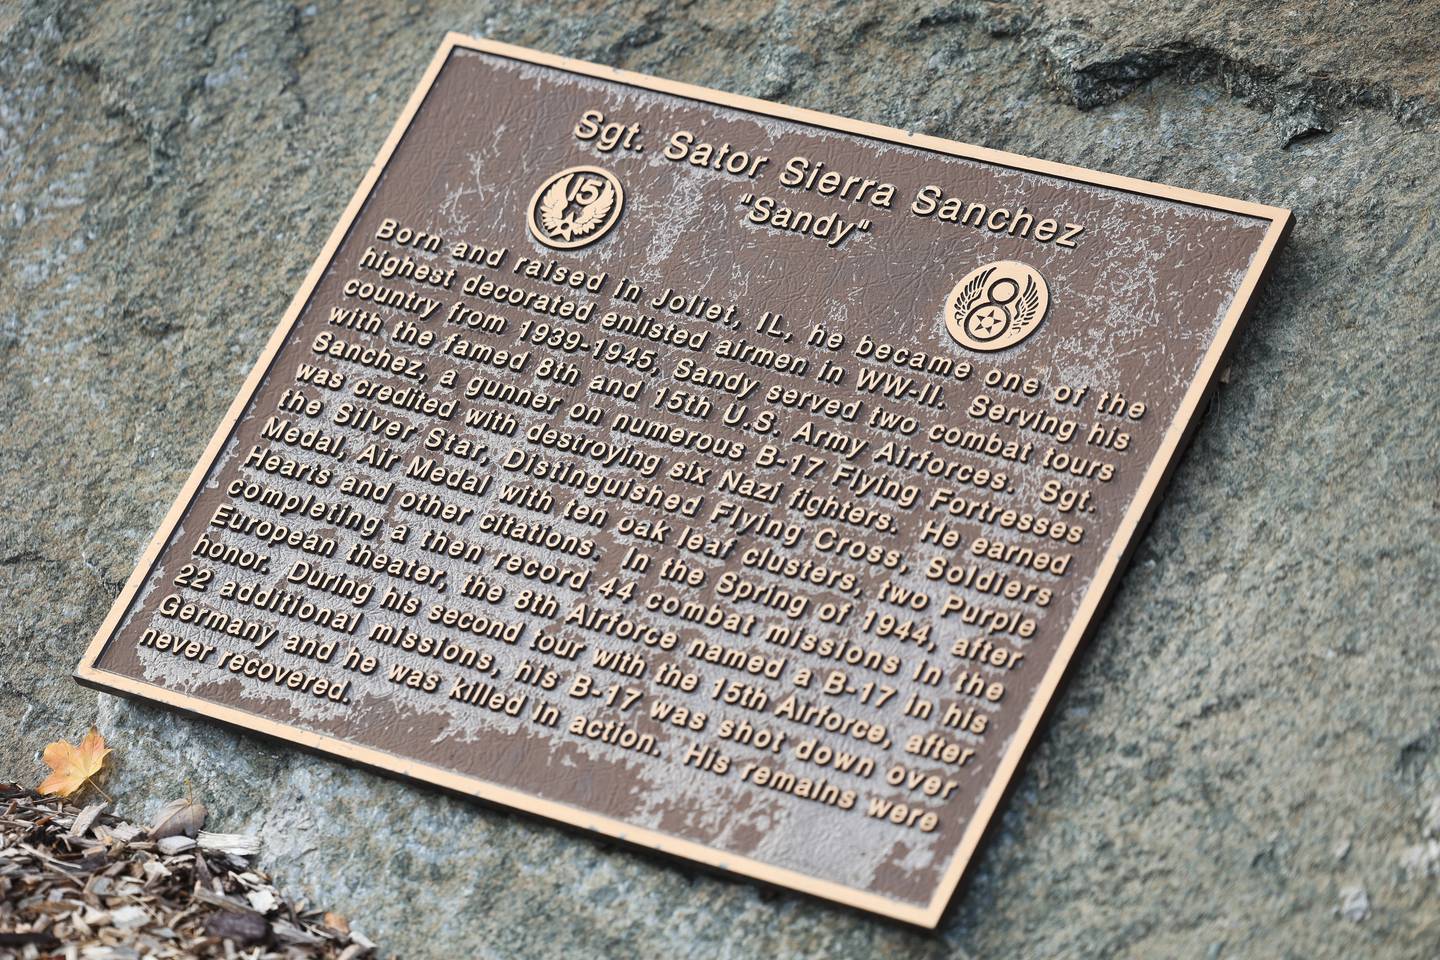 Sgt. Sator Sierra Sanchez
"Sandy"
15
8
Born and raised in Joliet, IL, he became one of the
highest decorated enlisted airmen in WW-II.  Serving his
country from 1939-1945, Sandy served two combat tours
with the famed 8th and 15th U.S. Army Airforces.  Sgt.
Sanchez, a gunner on numerous B-17 Flying Fortresses
was credited with destroying six Nazi fighters.  He earned
the Silver Star, Distinguished Flying Cross, Soldiers
Medal, Air Medal with ten oak leaf clusters, two Purple
Hearts and other citations.  In the Spring of 1944, after
completing a then record 44 combat missions in the
European theater, the 8th Airforce named a B-17 in his
honor.  During his second tour with the 15th Airforce, after
22 additional missions, his B-17 was shot down over
Germany and he was killed in action.  His remains were
never recovered.